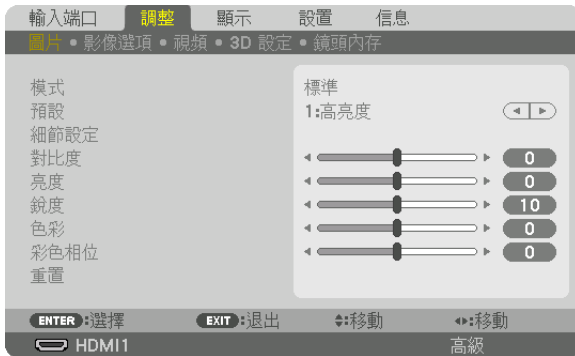 輸入端口 調整 顯示 設置 信息
圖片 • 影像選項 • 視頻 • 3D 設定 • 鏡頭內存
模式 標準
預設 1:高亮度
細節設定
對比度 0
亮度 0
銳度 10
色彩 0
彩色相位 0
重置
ENTER :選擇 EXIT :退出 :移動 :移動
HDMI1 高級